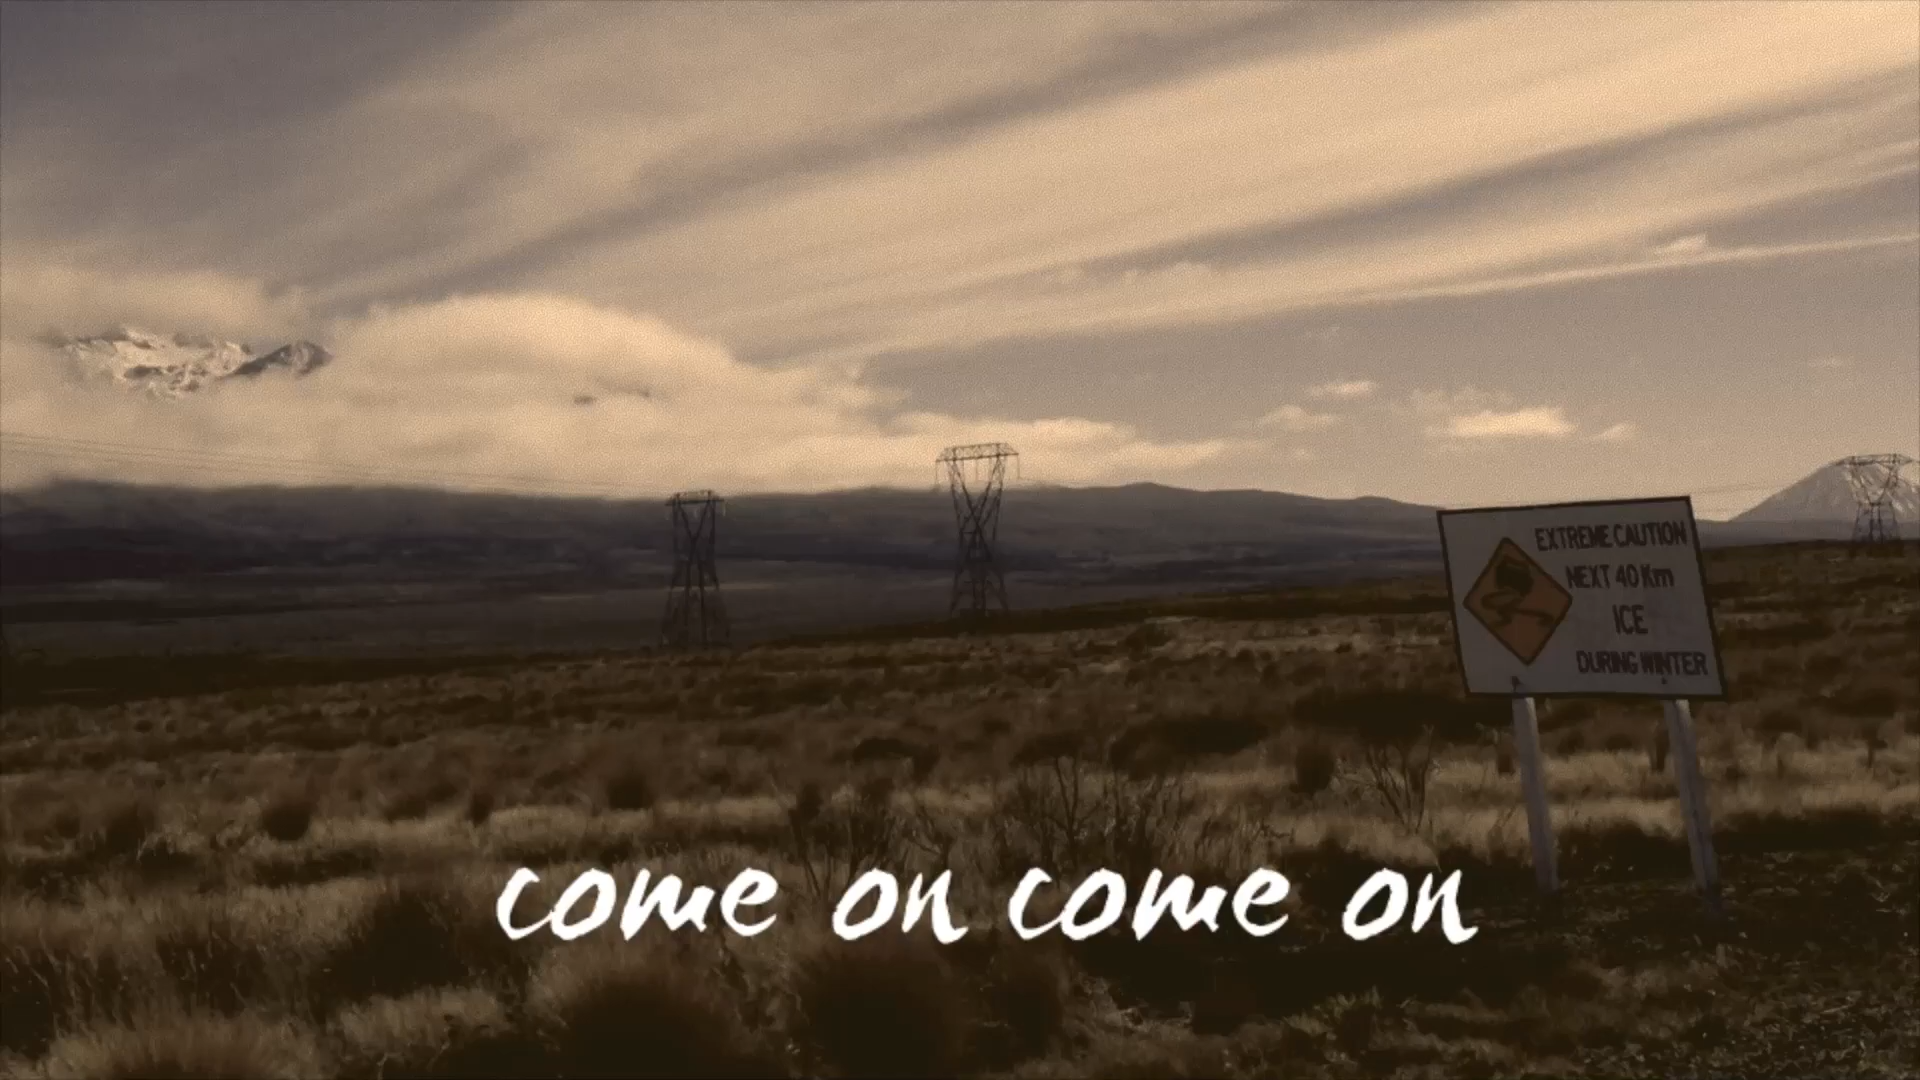 EXTREME CAUTION
NEXT 40 Km
ICE
DURING WINTER
come on come on